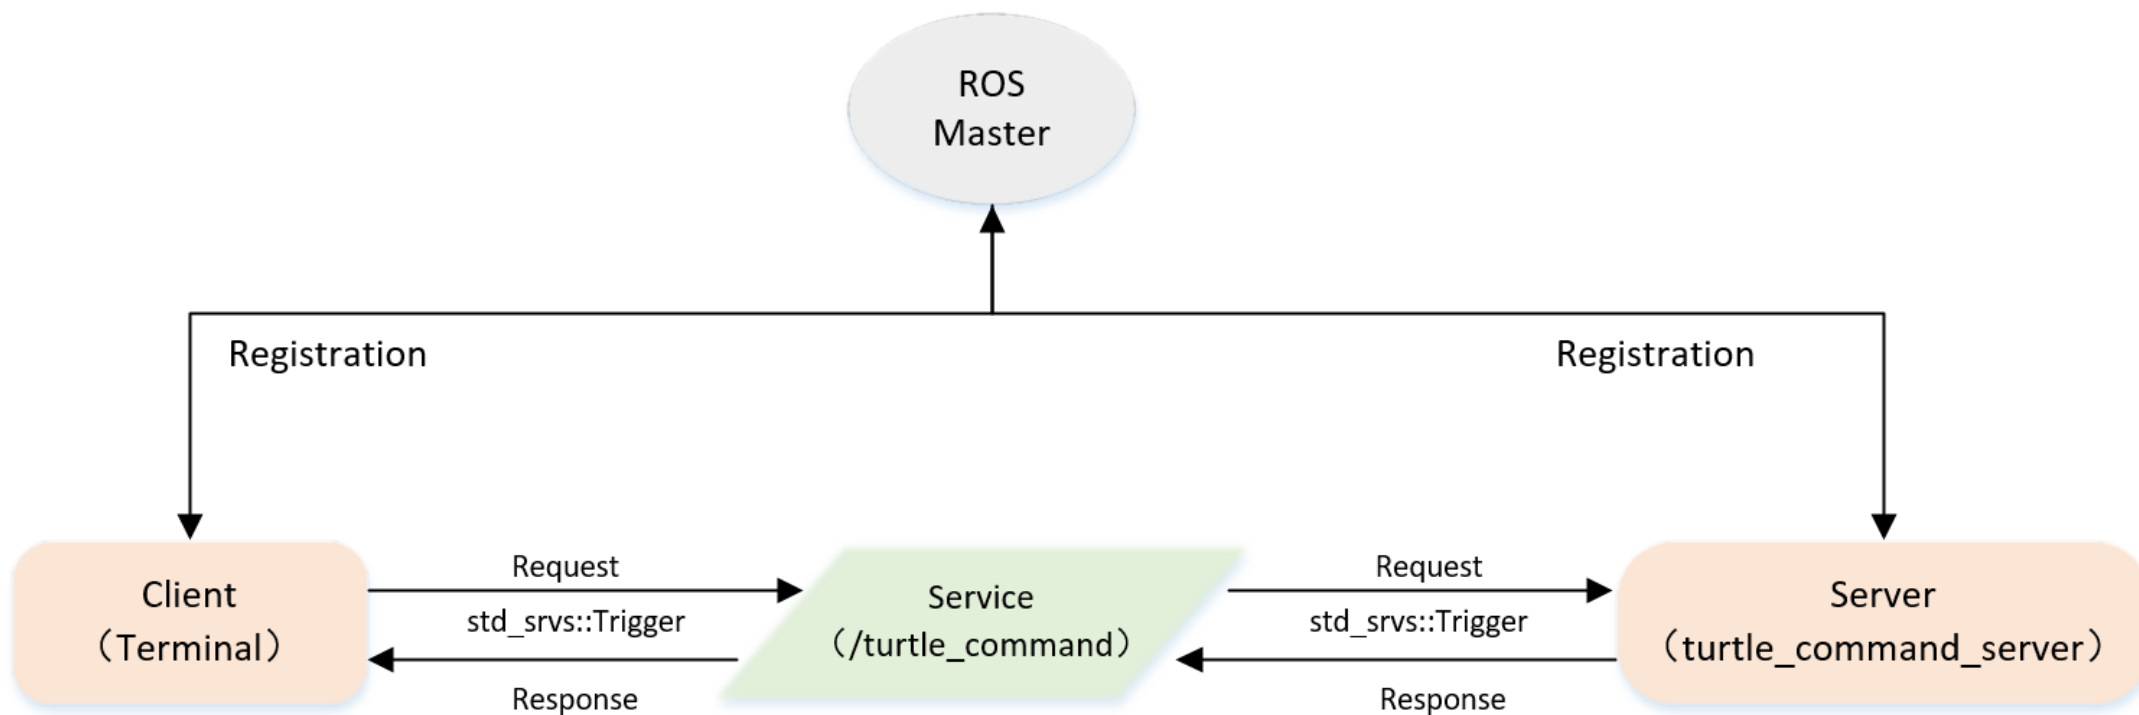 ROS
Master
Registration
Registration
Client
（Terminal）
Request
std_srvs::Trigger
Response
Service
（/turtle_command）
Request
std_srvs::Trigger
Response
Server
（turtle_command_server）